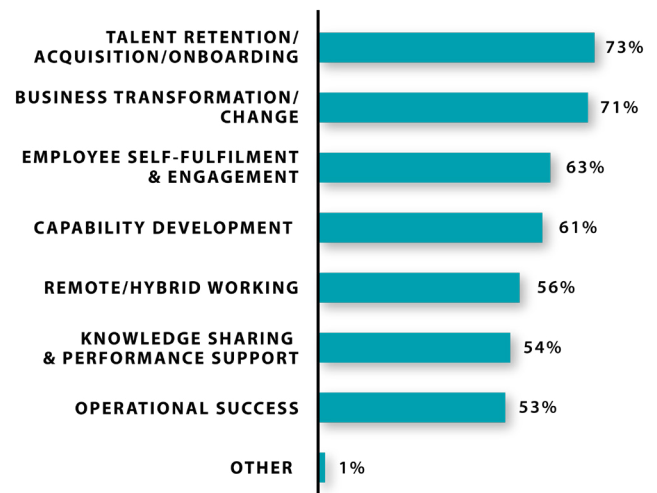 TALENT RETENTION/
ACQUISITION/ONBOARDING
73%
BUSINESS TRANSFORMATION/
CHANGE
71%
EMPLOYEE SELF-FULFILMENT
& ENGAGEMENT
63%
CAPABILITY DEVELOPMENT
61%
REMOTE/HYBRID WORKING
56%
KNOWLEDGE SHARING
& PERFORMANCE SUPPORT
54%
OPERATIONAL SUCCESS
53%
OTHER
1%